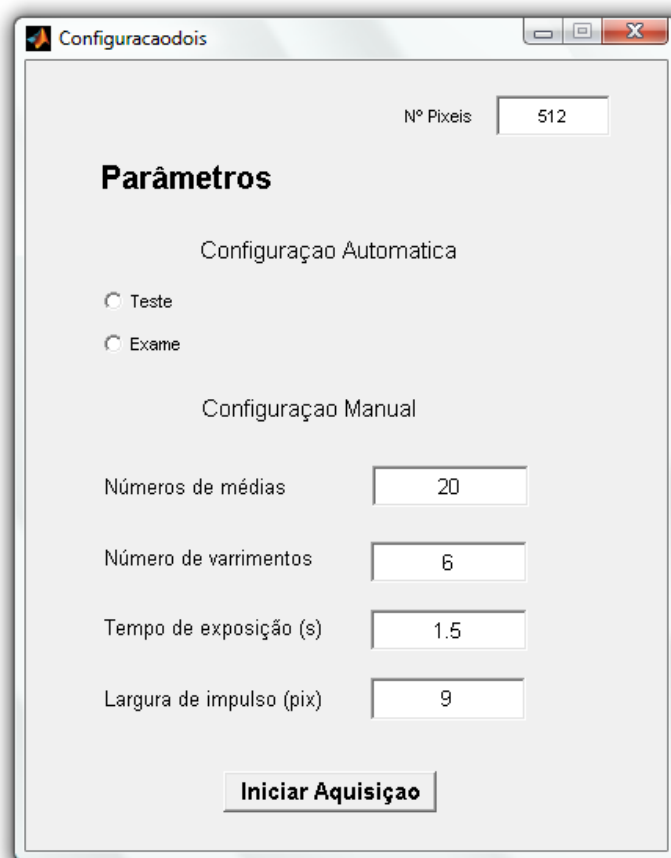 Configuracaodois
Nº Pixeis 512
Parâmetros
Configuraçao Automatica
Teste
Exame
Configuraçao Manual
Números de médias 20
Número de varrimentos 6
Tempo de exposição (s) 1.5
Largura de impulso (pix) 9
Iniciar Aquisiçao